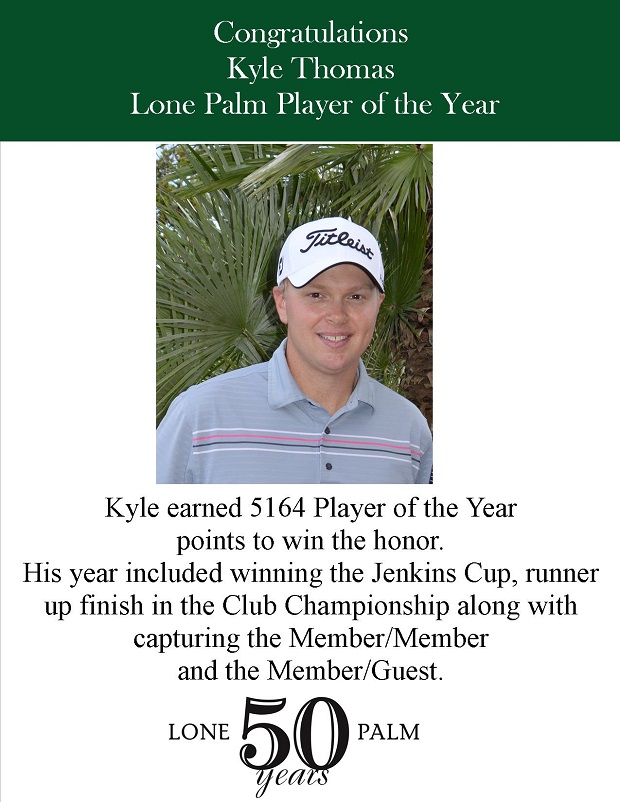 Congratulations
Kyle Thomas
Lone Palm Player of the Year
Titleist
Kyle earned 5164 Player of the Year
points to win the honor.
His year included winning the Jenkins Cup, runner
up finish in the Club Championship along with
capturing the Member/Member
and the Member/Guest.
LONE 50 PALM
years